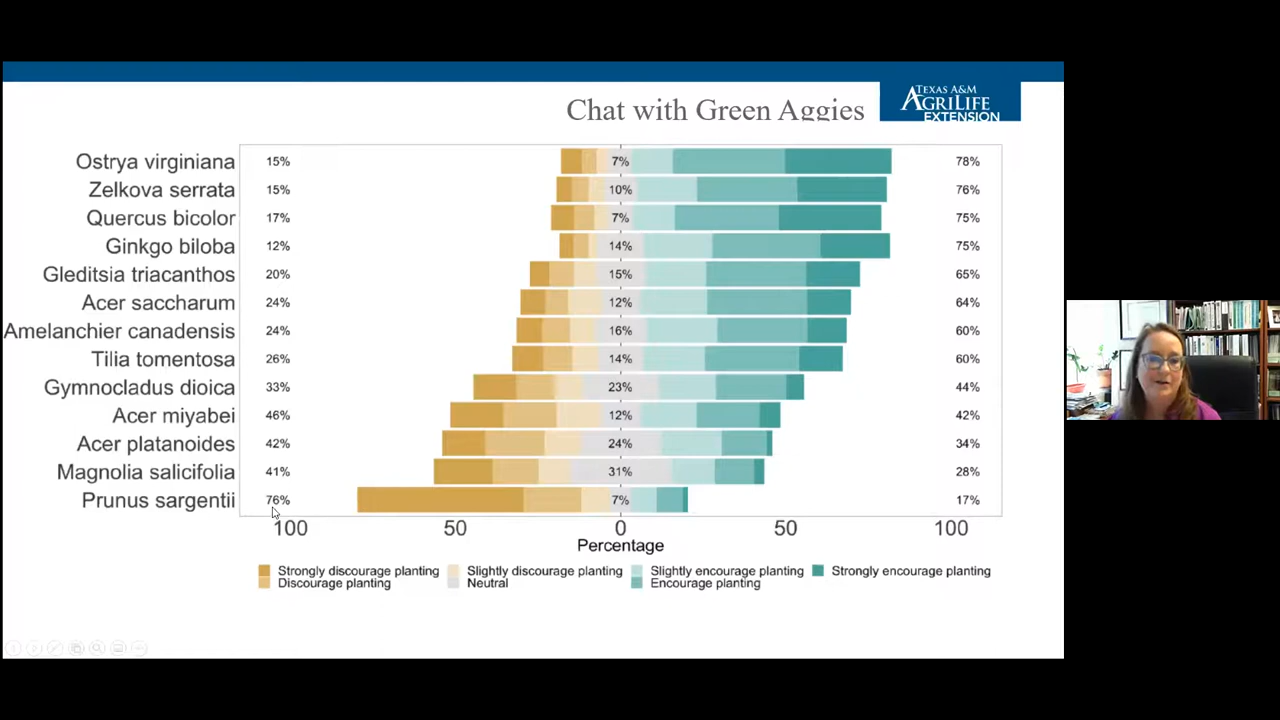 Chat with Green Aggies
TEXAS A&M
AGRILIFE
EXTENSION
Ostrya virginiana 15% 7% 78%
Zelkova serrata 15% 10% 76%
Quercus bicolor 17% 7% 75%
Ginkgo biloba 12% 14% 75%
Gleditsia triacanthos 20% 15% 65%
Acer saccharum 24% 12% 64%
Amelanchier canadensis 24% 16% 60%
Tilia tomentosa 26% 14% 60%
Gymnocladus dioica 33% 23% 44%
Acer miyabei 46% 12% 42%
Acer platanoides 42% 24% 34%
Magnolia salicifolia 41% 31% 28%
Prunus sargentii 76% 7% 17%
100 50 0 50 100
Percentage
Strongly discourage planting Slightly discourage planting Slightly encourage planting Strongly encourage planting
Discourage planting Neutral Encourage planting